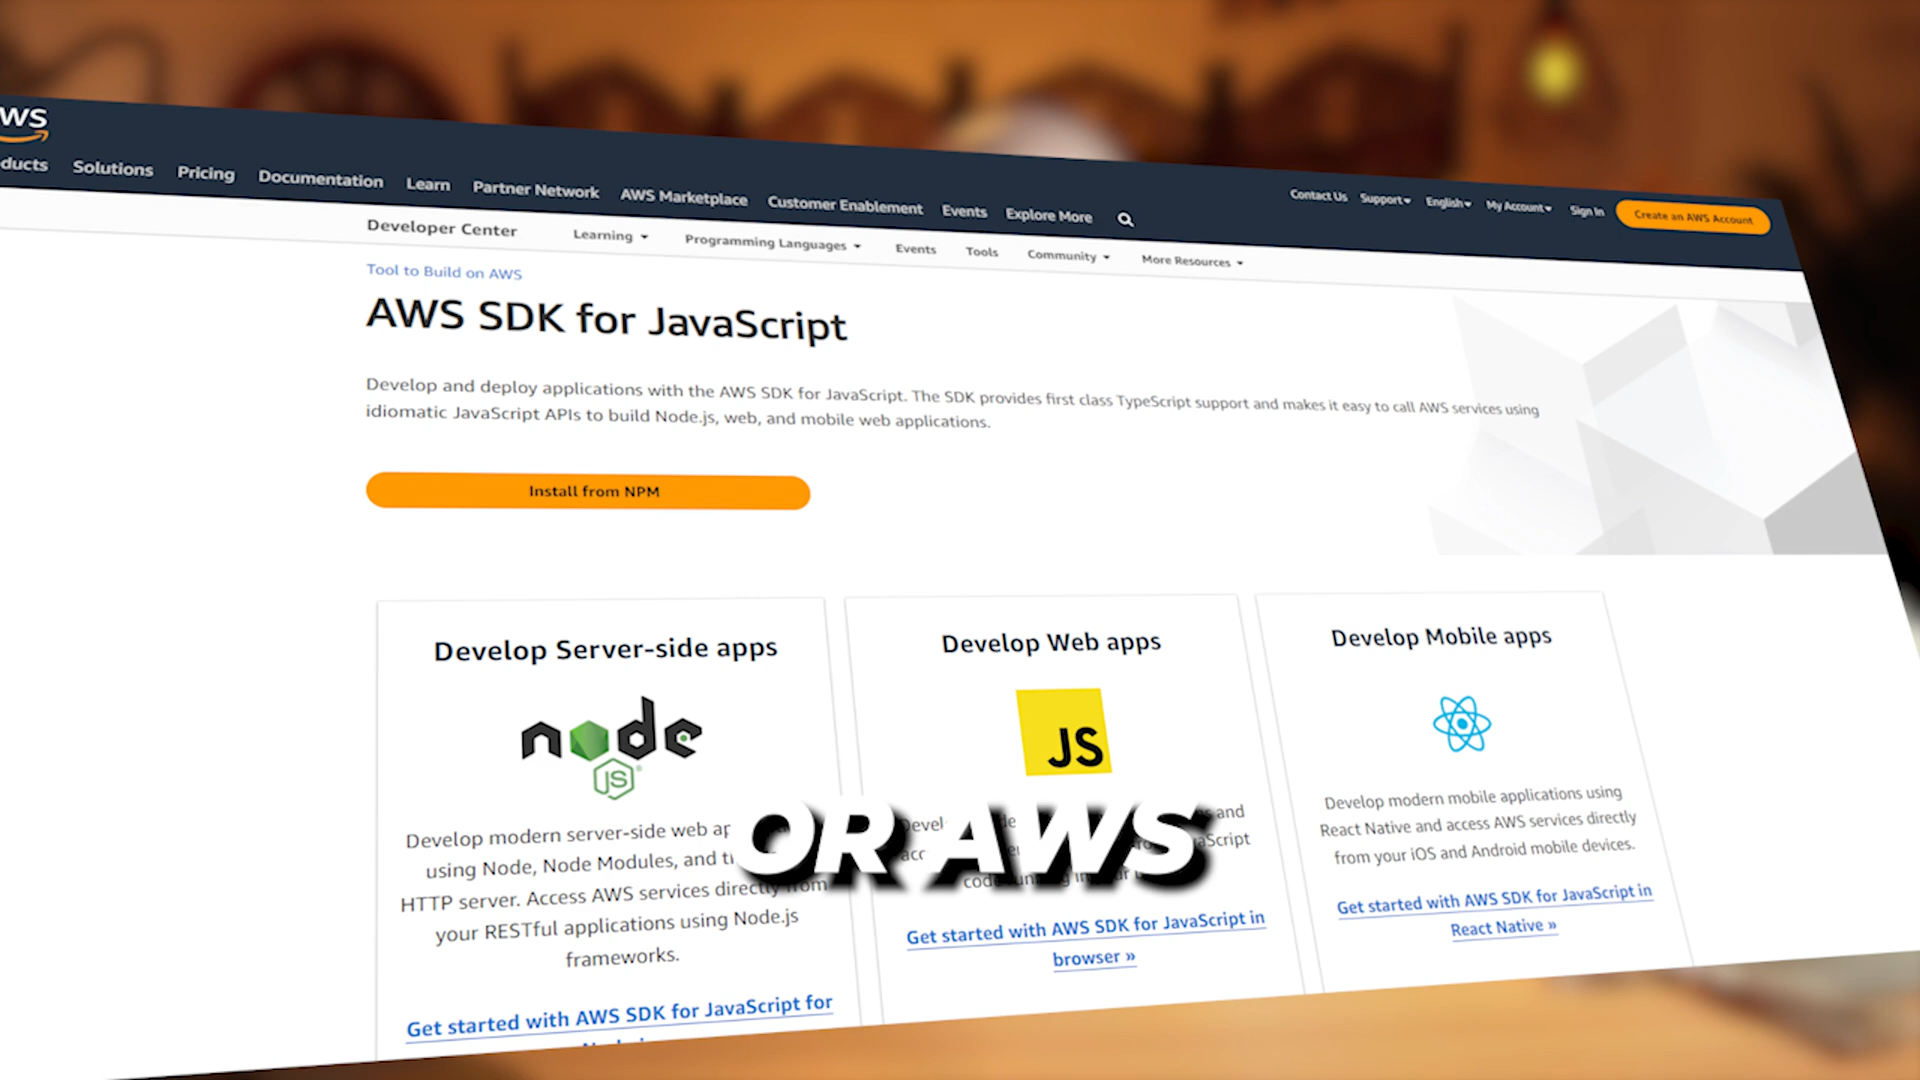 WS
ducts Solutions Pricing Documentation Learn Partner Network AWS Marketplace Customer Enablement Events Explore More
Contact Us Support English My Account Sign In Create an AWS Account
Developer Center Learning Programming Languages Events Tools Community More Resources
Tool to Build on AWS
AWS SDK for JavaScript
Develop and deploy applications with the AWS SDK for JavaScript. The SDK provides first class TypeScript support and makes it easy to call AWS services using
idiomatic JavaScript APIs to build Node.js, web, and mobile web applications.
Install from NPM
Develop Server-side apps
node
JS
Develop modern server-side web
using Node, Node Modules, and
HTTP server. Access AWS services directly from
your RESTful applications using Node.js
frameworks.
Get started with AWS SDK for JavaScript for
Develop Web apps
JS
and
Get started with AWS SDK for JavaScript in
browser »
Develop Mobile apps
Develop modern mobile applications using
React Native and access AWS services directly
from your iOS and Android mobile devices.
Get started with AWS SDK for JavaScript in
React Native »
OR AWS